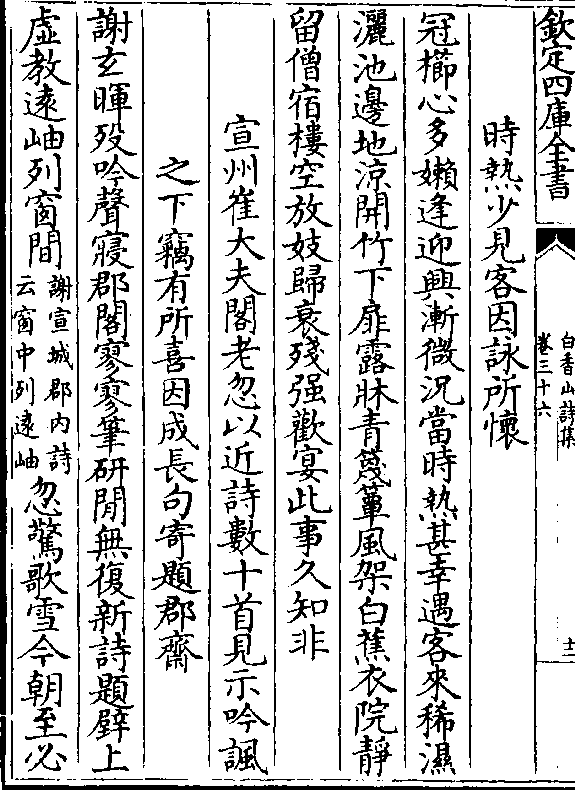 欽定四庫全書
白香山詩集
卷三十六
十二
時熱少見客因詠所懷
冠櫛心多嬾逢迎興漸微況當時熱甚幸遇客來稀濕
灑池邊地涼開竹下扉露牀青篾簟風架白蕉衣院靜
留僧宿樓空放妓歸衰殘强歡宴此事久知非
宣州崔大夫閣老忽以近詩數十首見示吟諷
之下竊有所喜因成長句寄題郡齋
謝玄暉歿吟聲寢郡閣寥寥筆研閒無復新詩題壁上
虛教遠岫列窗間
謝宣城郡内詩
云窗中列遠岫
忽驚歌雪今朝至必